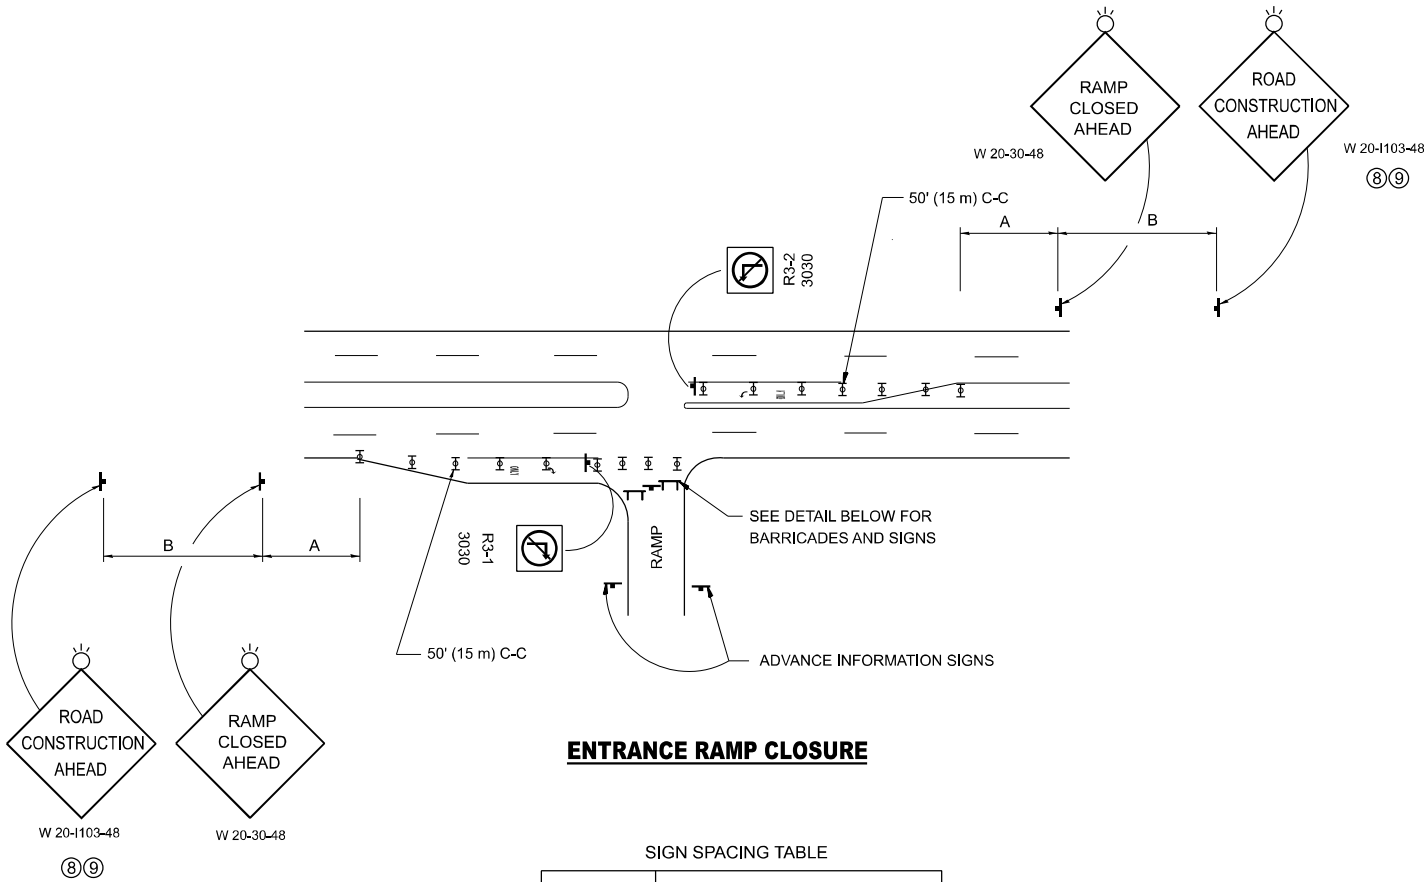 RAMP
CLOSED
AHEAD
W 20-30-48
ROAD
CONSTRUCTION
AHEAD
W 20-I103-48
⑧⑨
50' (15 m) C-C
A
B
R3-2
3030
SEE DETAIL BELOW FOR
BARRICADES AND SIGNS
RAMP
B
A
R3-1
3030
50' (15 m) C-C
ADVANCE INFORMATION SIGNS
ROAD
CONSTRUCTION
AHEAD
W 20-I103-48
⑧⑨
RAMP
CLOSED
AHEAD
W 20-30-48
ENTRANCE RAMP CLOSURE
SIGN SPACING TABLE